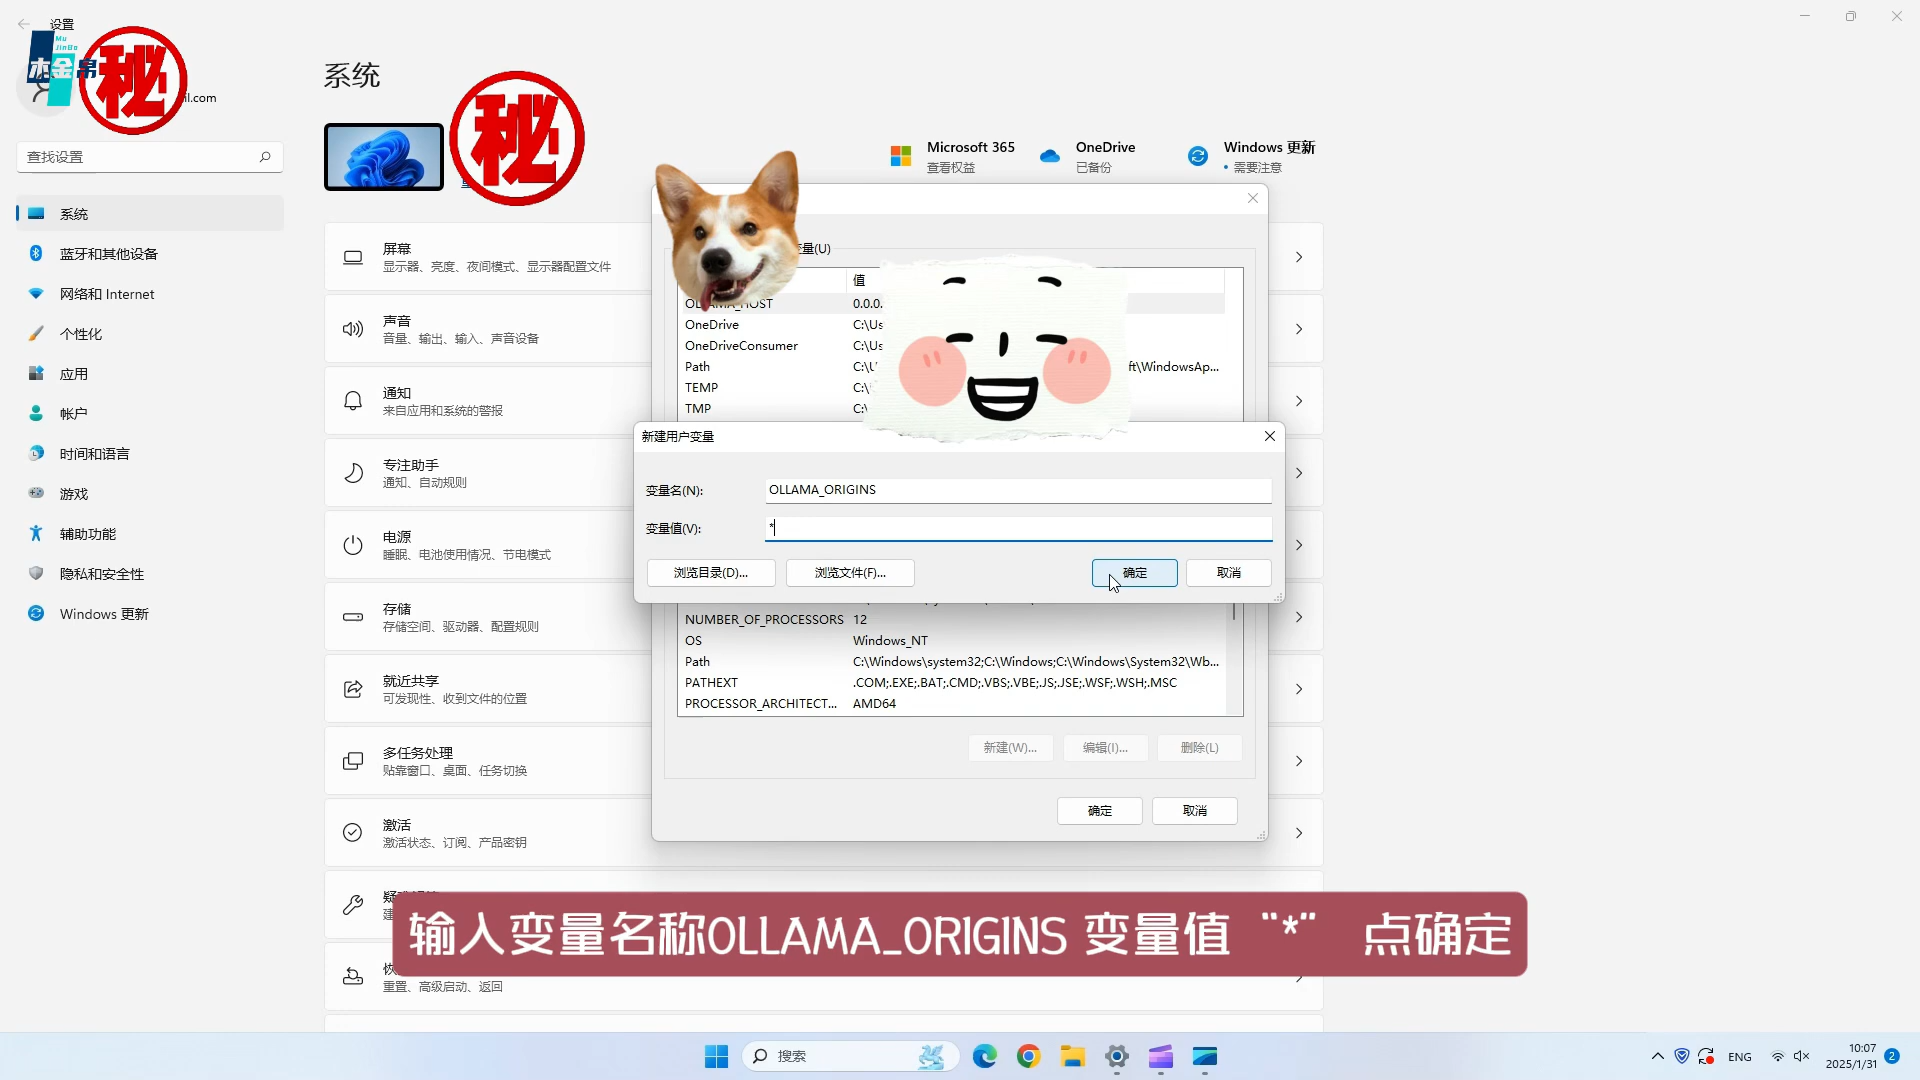 设置
Mu
JinBo
木金帛
秘
il.com
查找设置
系统
蓝牙和其他设备
网络和 Internet
个性化
应用
帐户
时间和语言
游戏
辅助功能
隐私和安全性
Windows 更新
系统
秘
Microsoft 365
查看权益
OneDrive
已备份
Windows 更新
• 需要注意
屏幕
显示器、亮度、夜间模式、显示器配置文件
声音
音量、输出、输入、声音设备
通知
来自应用和系统的警报
专注助手
通知、自动规则
电源
睡眠、电池使用情况、节电模式
存储
存储空间、驱动器、配置规则
就近共享
可发现性、收到文件的位置
多任务处理
贴靠窗口、桌面、任务切换
激活
激活状态、订阅、产品密钥
重置、高级启动、返回
变量(U)
值
OLLAMA_HOST 0.0.0.
OneDrive C:\Us
OneDriveConsumer C:\Us
Path C:\U ft\WindowsAp...
TEMP C:\
TMP C:\
新建用户变量
变量名(N): OLLAMA_ORIGINS
变量值(V): *
浏览目录(D)... 浏览文件(F)... 确定 取消
NUMBER_OF_PROCESSORS 12
OS Windows_NT
Path C:\Windows\system32;C:\Windows;C:\Windows\System32\Wb...
PATHEXT .COM;.EXE;.BAT;.CMD;.VBS;.VBE;.JS;.JSE;.WSF;.WSH;.MSC
PROCESSOR_ARCHITECT... AMD64
新建(W)... 编辑(I)... 删除(L)
确定 取消
输入变量名称OLLAMA_ORIGINS 变量值“*” 点确定
搜索
ENG
10:07
2025/1/31
2